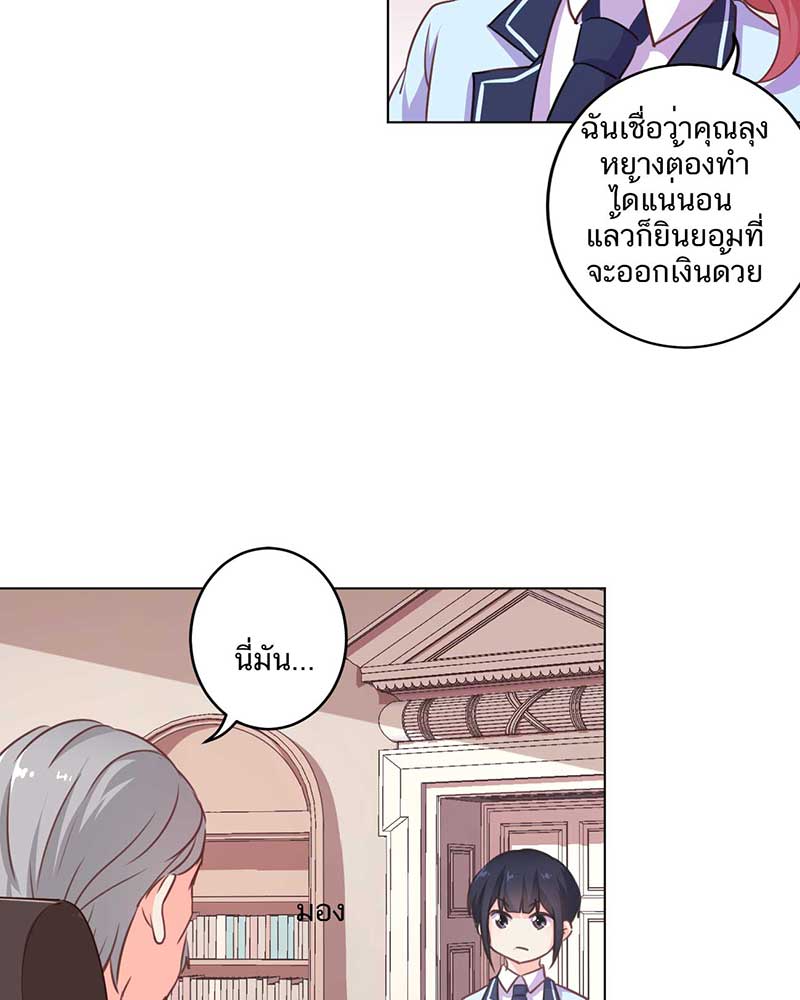 ฉันเชื่อว่าคุณลุง
หยางต้องทำ
ได้แน่นอน
แล้วก็ยินยอมที่
จะออกเงินด้วย
นี่มัน...
มอง